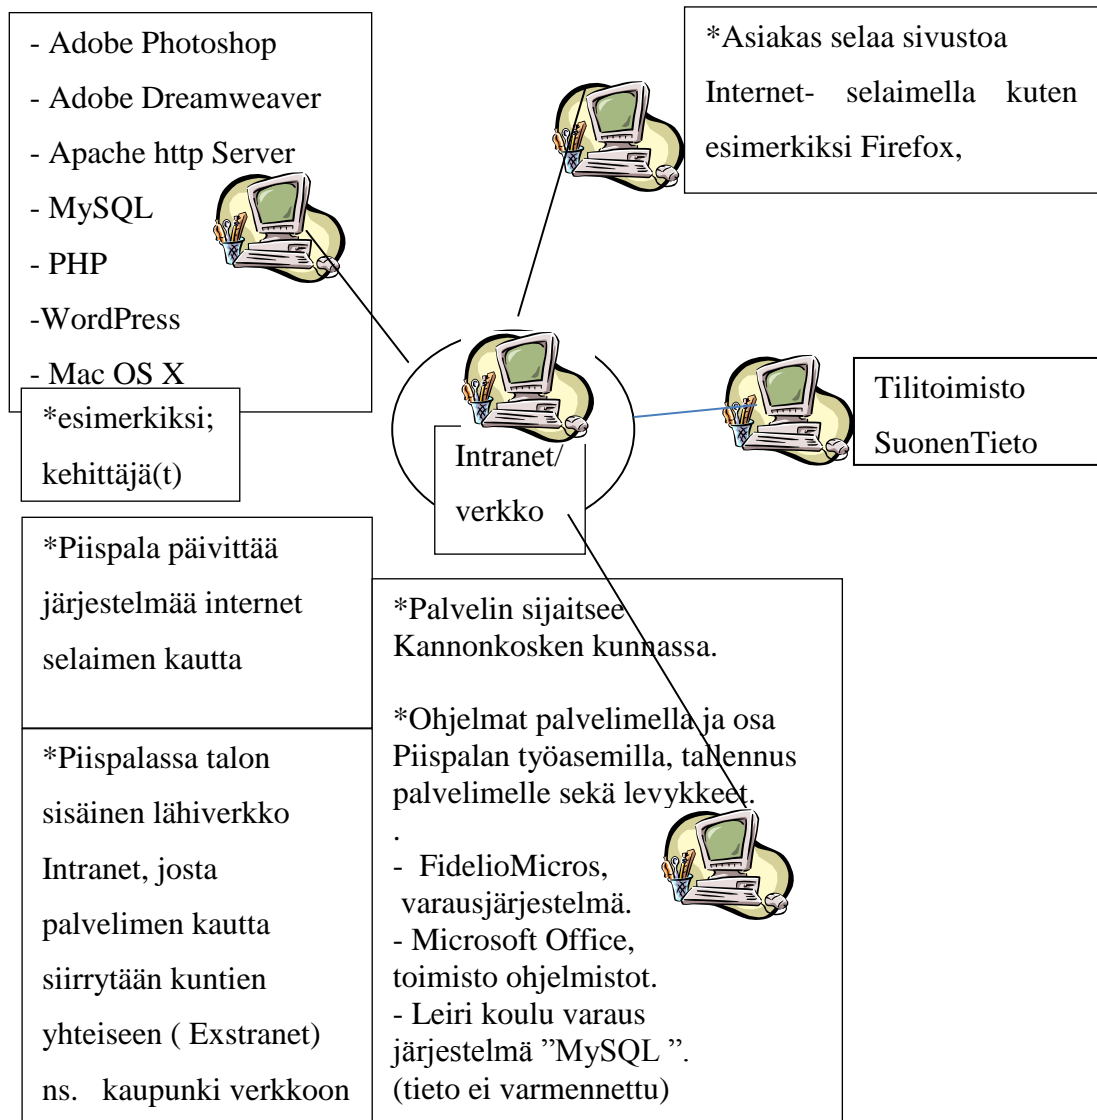 - Adobe Photoshop
- Adobe Dreamweaver
- Apache http Server
- MySQL
- PHP
-WordPress
- Mac OS X
*esimerkiksi;
kehittäjä(t)
*Asiakas selaa sivustoa
Internet- selaimella kuten
esimerkiksi Firefox,
Intranet/
verkko
Tilitoimisto
SuonenTieto
*Piispala päivittää
järjestelmää internet
selaimen kautta
*Piispalassa talon
sisäinen lähiverkko
Intranet, josta
palvelimen kautta
siirrytään kuntien
yhteiseen ( Exstranet)
ns. kaupunki verkkoon
*Palvelin sijaitsee
Kannonkosken kunnassa.
*Ohjelmat palvelimella ja osa
Piispalan työasemilla, tallennus
palvelimelle sekä levykkeet.
.
- FidelioMicros,
varausjärjestelmä.
- Microsoft Office,
toimisto ohjelmistot.
- Leiri koulu varaus
järjestelmä ”MySQL ”.
(tieto ei varmennettu)